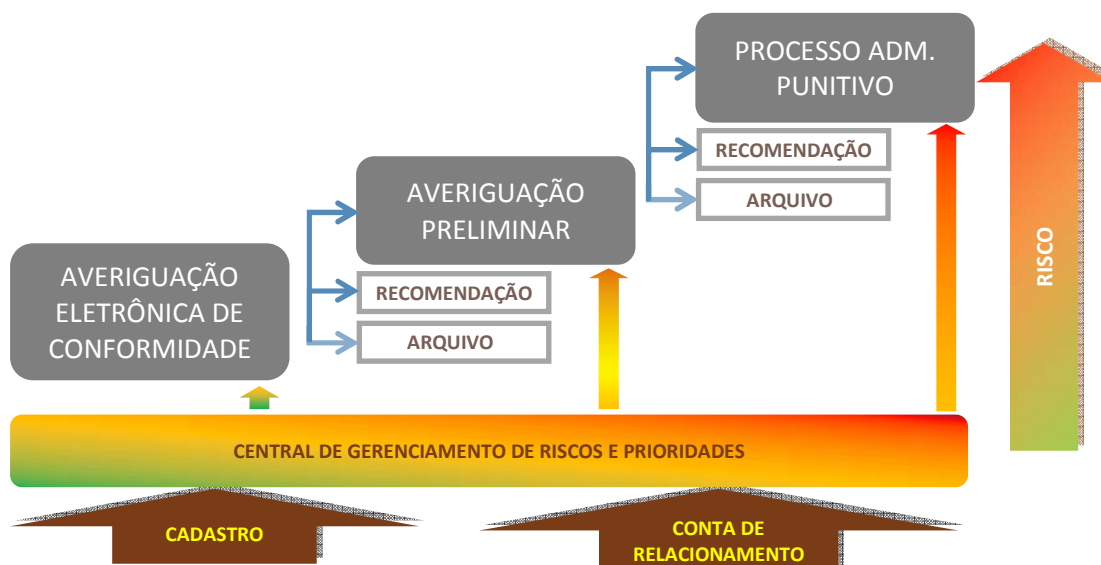 PROCESSO ADM.
PUNITIVO
RECOMENDAÇÃO
ARQUIVO
AVERIGUAÇÃO
PRELIMINAR
RECOMENDAÇÃO
ARQUIVO
AVERIGUAÇÃO
ELETRÔNICA DE
CONFORMIDADE
RISCO
CENTRAL DE GERENCIAMENTO DE RISCOS E PRIORIDADES
CADASTRO
CONTA DE
RELACIONAMENTO